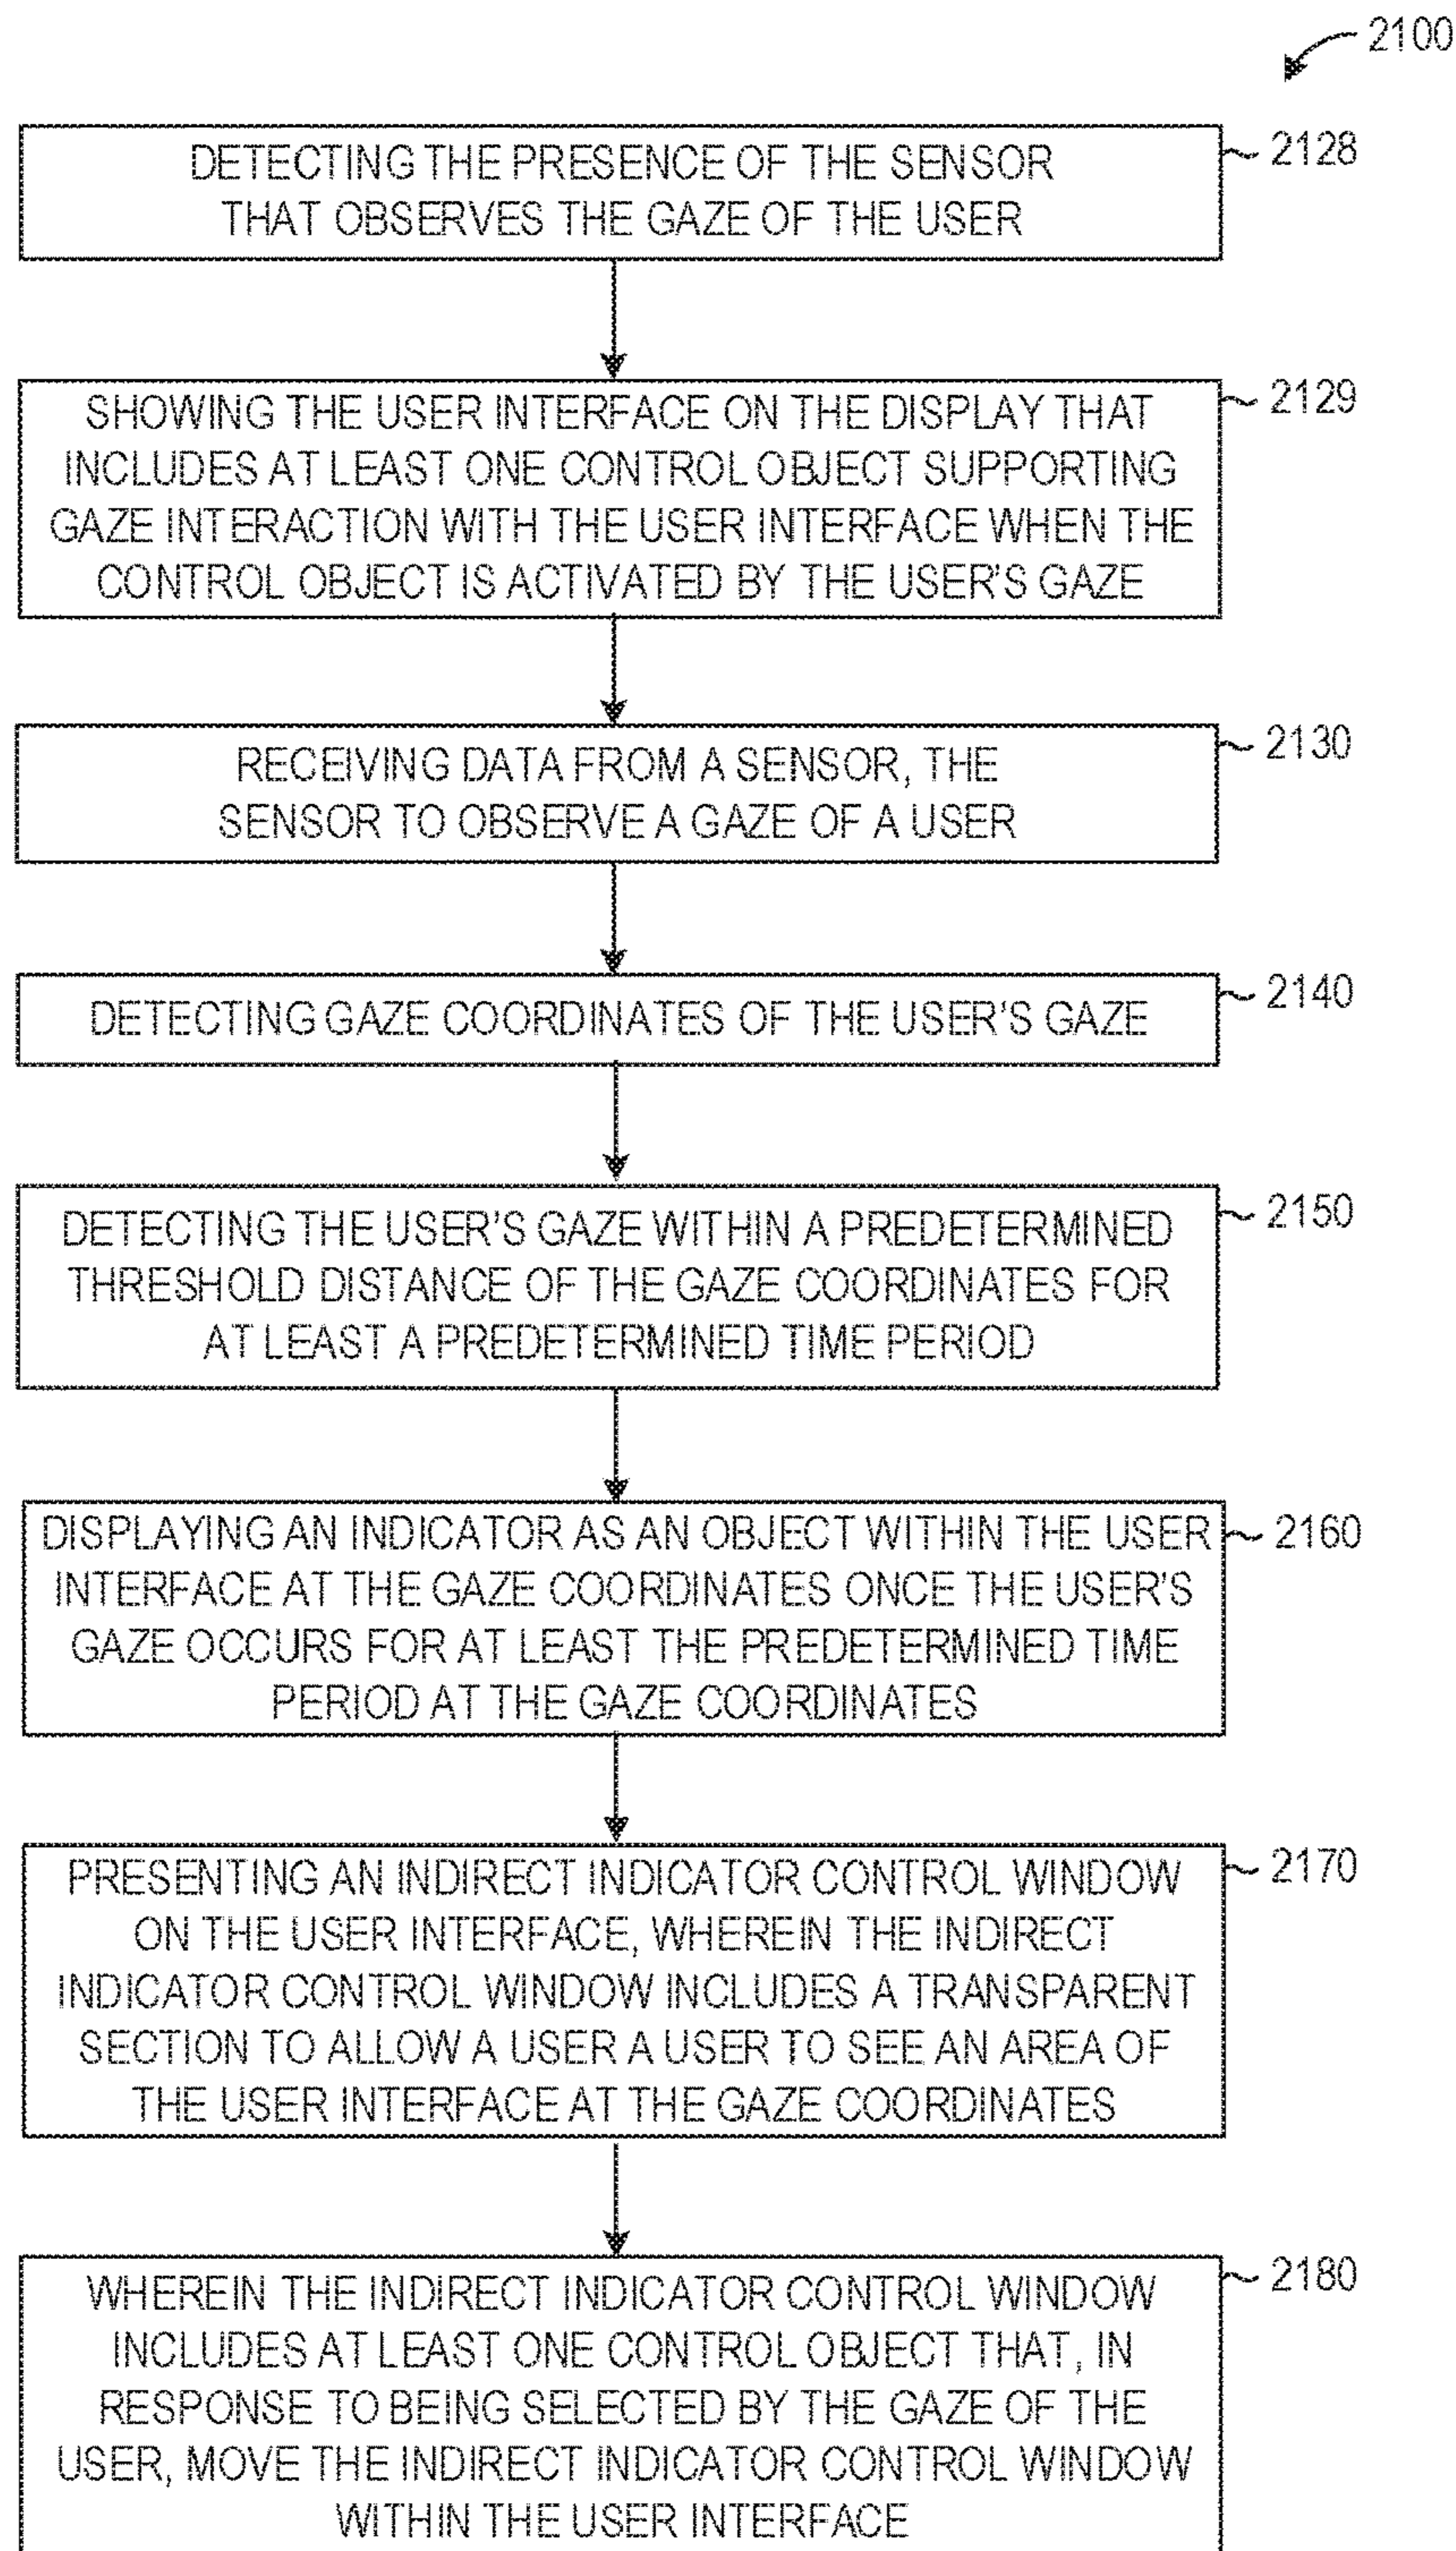 2100
DETECTING THE PRESENCE OF THE SENSOR
THAT OBSERVES THE GAZE OF THE USER
2128
SHOWING THE USER INTERFACE ON THE DISPLAY THAT
INCLUDES AT LEAST ONE CONTROL OBJECT SUPPORTING
GAZE INTERACTION WITH THE USER INTERFACE WHEN THE
CONTROL OBJECT IS ACTIVATED BY THE USER'S GAZE
2129
RECEIVING DATA FROM A SENSOR, THE
SENSOR TO OBSERVE A GAZE OF A USER
2130
DETECTING GAZE COORDINATES OF THE USER'S GAZE
2140
DETECTING THE USER'S GAZE WITHIN A PREDETERMINED
THRESHOLD DISTANCE OF THE GAZE COORDINATES FOR
AT LEAST A PREDETERMINED TIME PERIOD
2150
DISPLAYING AN INDICATOR AS AN OBJECT WITHIN THE USER
INTERFACE AT THE GAZE COORDINATES ONCE THE USER'S
GAZE OCCURS FOR AT LEAST THE PREDETERMINED TIME
PERIOD AT THE GAZE COORDINATES
2160
PRESENTING AN INDIRECT INDICATOR CONTROL WINDOW
ON THE USER INTERFACE, WHEREIN THE INDIRECT
INDICATOR CONTROL WINDOW INCLUDES A TRANSPARENT
SECTION TO ALLOW A USER A USER TO SEE AN AREA OF
THE USER INTERFACE AT THE GAZE COORDINATES
2170
WHEREIN THE INDIRECT INDICATOR CONTROL WINDOW
INCLUDES AT LEAST ONE CONTROL OBJECT THAT, IN
RESPONSE TO BEING SELECTED BY THE GAZE OF THE
USER, MOVE THE INDIRECT INDICATOR CONTROL WINDOW
WITHIN THE USER INTERFACE
2180